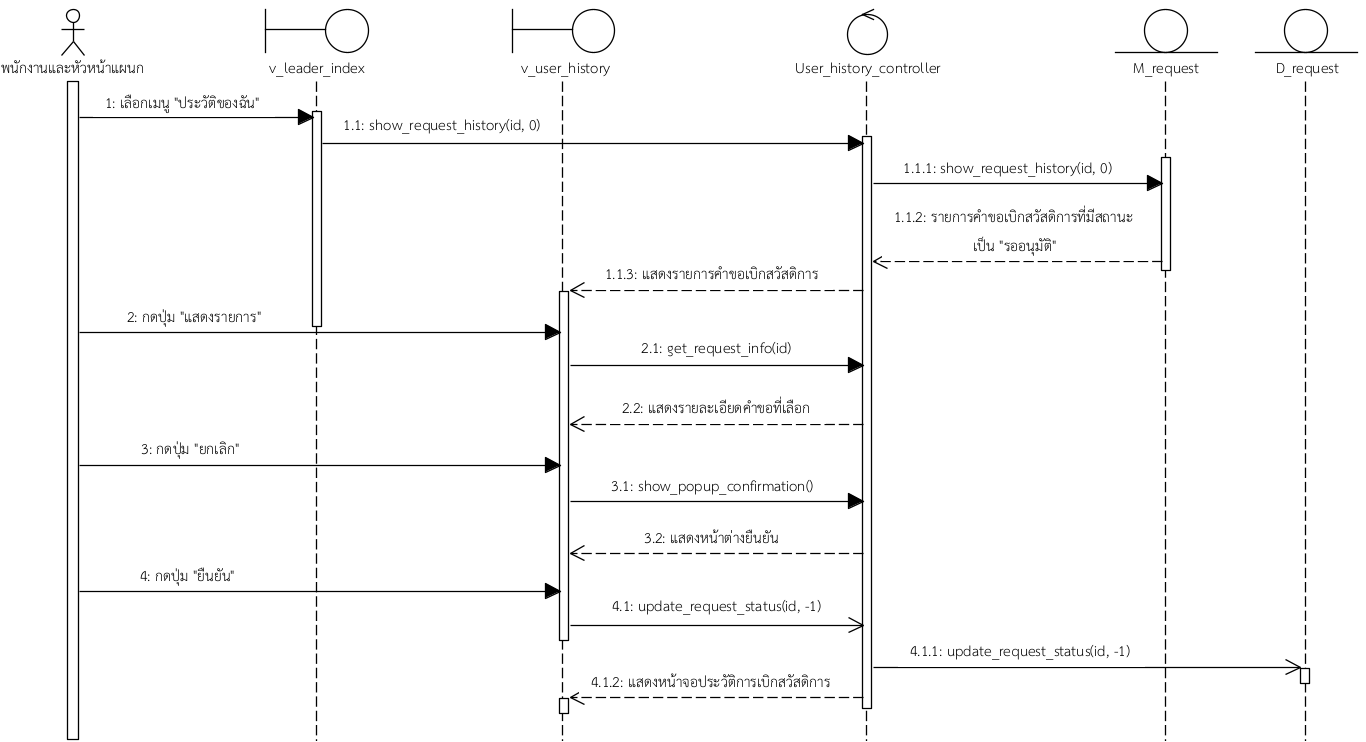 พนักงานและหัวหน้าแผนก
v_leader_index
v_user_history
User_history_controller
M_request
D_request
1: เลือกเมนู "ประวัติของฉัน"
1.1: show_request_history(id, 0)
1.1.1: show_request_history(id, 0)
1.1.2: รายการคำขอเบิกสวัสดิการที่มีสถานะ
เป็น "รออนุมัติ"
1.1.3: แสดงรายการคำขอเบิกสวัสดิการ
2: กดปุ่ม "แสดงรายการ"
2.1: get_request_info(id)
2.2: แสดงรายละเอียดคำขอที่เลือก
3: กดปุ่ม "ยกเลิก"
3.1: show_popup_confirmation()
3.2: แสดงหน้าต่างยืนยัน
4: กดปุ่ม "ยืนยัน"
4.1: update_request_status(id, -1)
4.1.1: update_request_status(id, -1)
4.1.2: แสดงหน้าจอประวัติการเบิกสวัสดิการ